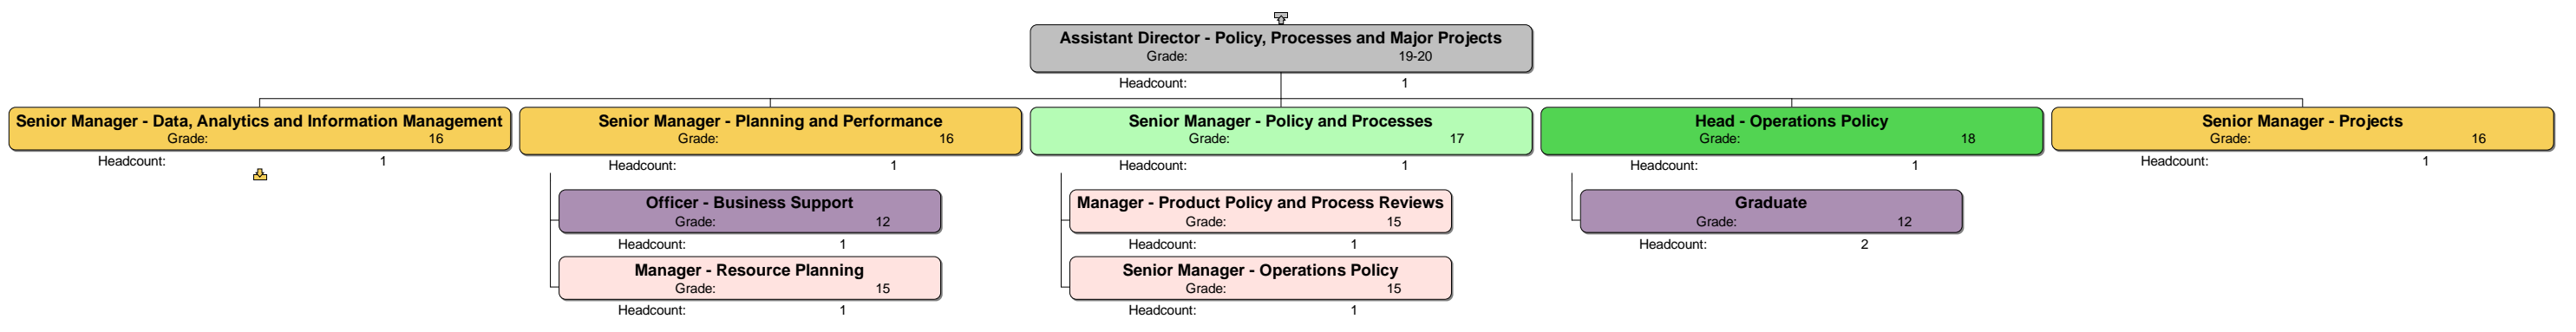 Assistant Director - Policy, Processes and Major Projects
Grade: 19-20
Headcount: 1
Senior Manager - Data, Analytics and Information Management
Grade: 16
Headcount: 1
Senior Manager - Planning and Performance
Grade: 16
Headcount: 1
Officer - Business Support
Grade: 12
Headcount: 1
Manager - Resource Planning
Grade: 15
Headcount: 1
Senior Manager - Policy and Processes
Grade: 17
Headcount: 1
Manager - Product Policy and Process Reviews
Grade: 15
Headcount: 1
Senior Manager - Operations Policy
Grade: 15
Headcount: 1
Head - Operations Policy
Grade: 18
Headcount: 1
Graduate
Grade: 12
Headcount: 2
Senior Manager - Projects
Grade: 16
Headcount: 1